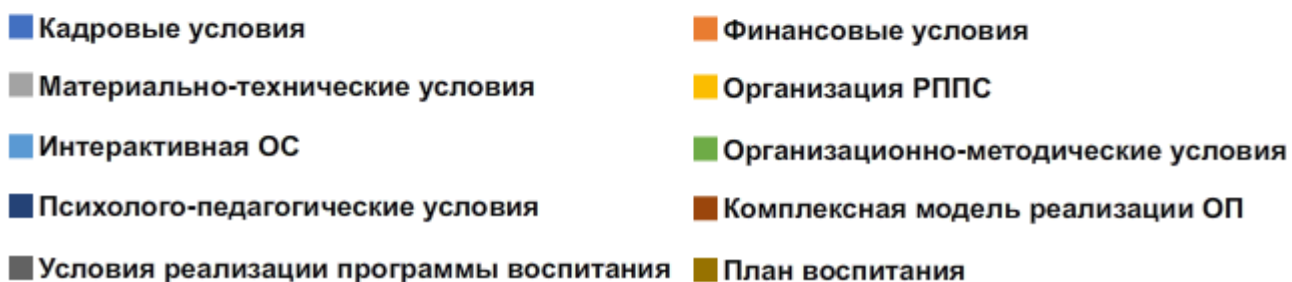 Кадровые условия
Финансовые условия
Материально-технические условия
Организация РППС
Интерактивная ОС
Организационно-методические условия
Психолого-педагогические условия
Комплексная модель реализации ОП
Условия реализации программы воспитания
План воспитания